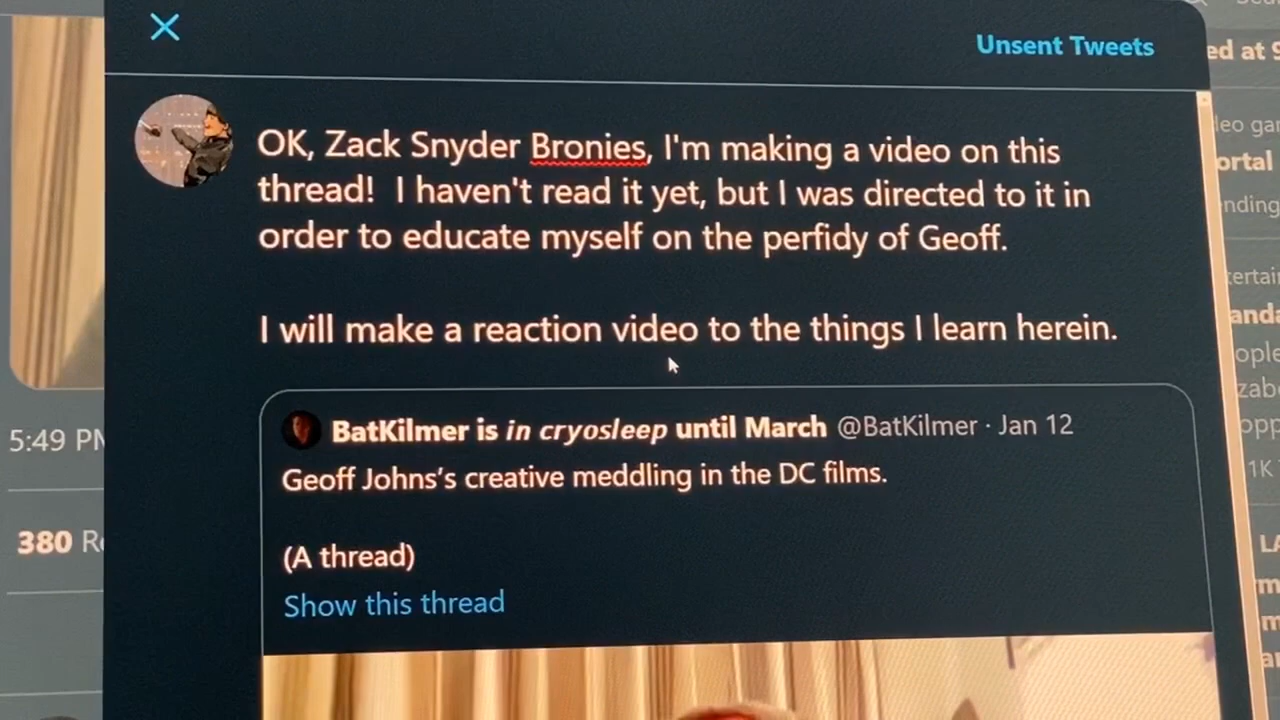 Unsent Tweets
OK, Zack Snyder Bronies, I'm making a video on this
thread!  I haven't read it yet, but I was directed to it in
order to educate myself on the perfidy of Geoff.
I will make a reaction video to the things I learn herein.
BatKilmer is in cryosleep until March @BatKilmer · Jan 12
Geoff Johns's creative meddling in the DC films.
(A thread)
Show this thread
5:49
380
1K